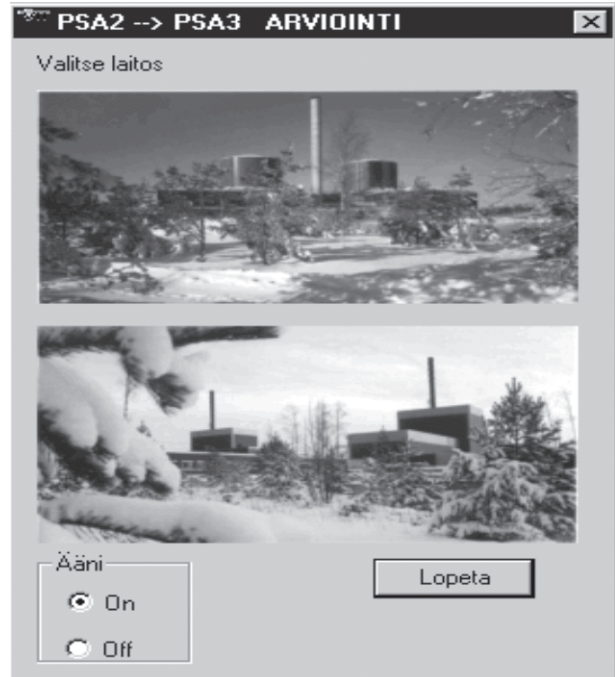 PSA2 --> PSA3 ARVIOINTI
Valitse laitos
Ääni
On
Off
Lopeta